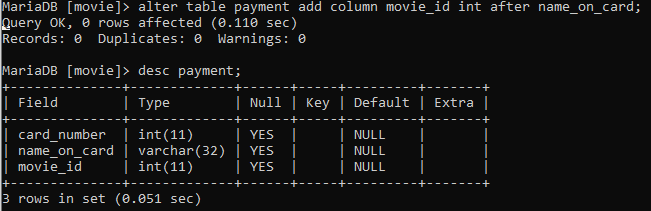 MariaDB [movie]> alter table payment add column movie_id int after name_on_card;
Query OK, 0 rows affected (0.110 sec)
Records: 0  Duplicates: 0  Warnings: 0

MariaDB [movie]> desc payment;
+--------------+-------------+------+-----+---------+-------+
| Field        | Type        | Null | Key | Default | Extra |
+--------------+-------------+------+-----+---------+-------+
| card_number  | int(11)     | YES  |     | NULL    |       |
| name_on_card | varchar(32) | YES  |     | NULL    |       |
| movie_id     | int(11)     | YES  |     | NULL    |       |
+--------------+-------------+------+-----+---------+-------+
3 rows in set (0.051 sec)